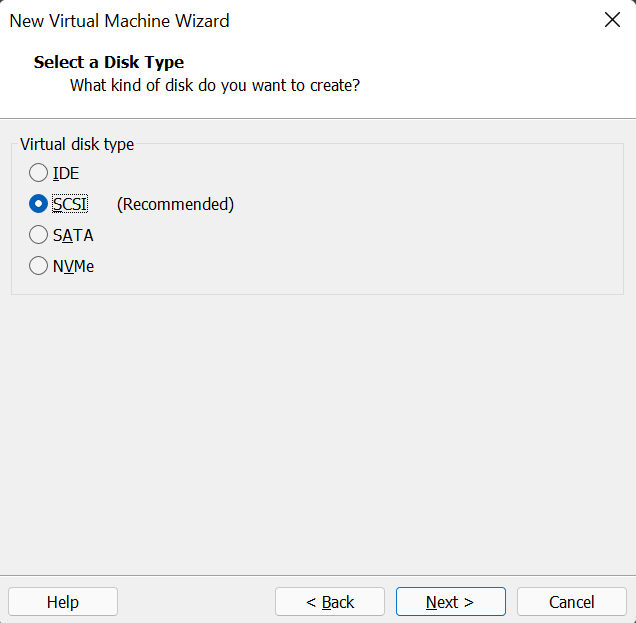 New Virtual Machine Wizard
Select a Disk Type
What kind of disk do you want to create?
Virtual disk type
IDE
SCSI (Recommended)
SATA
NVMe
Help < Back Next > Cancel